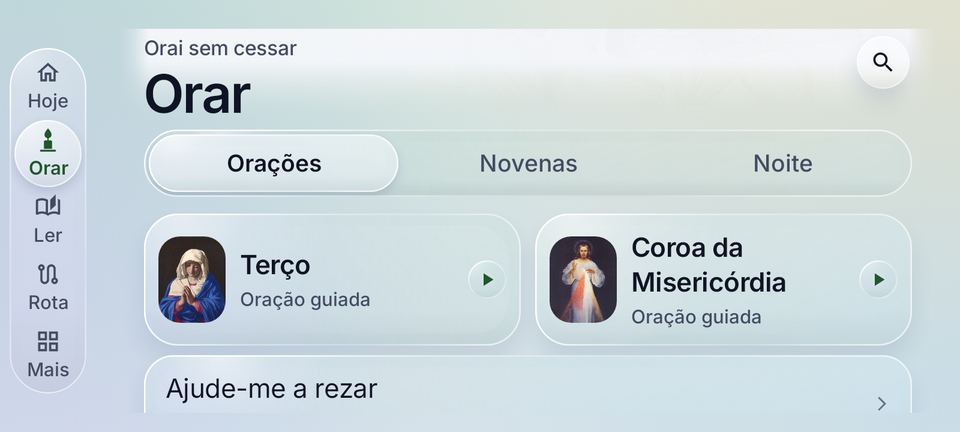 Orai sem cessar
Orar
Hoje
Orar
Ler
Rota
Mais
Orações
Novenas
Noite
Terço
Oração guiada
Coroa da
Misericórdia
Oração guiada
Ajude-me a rezar